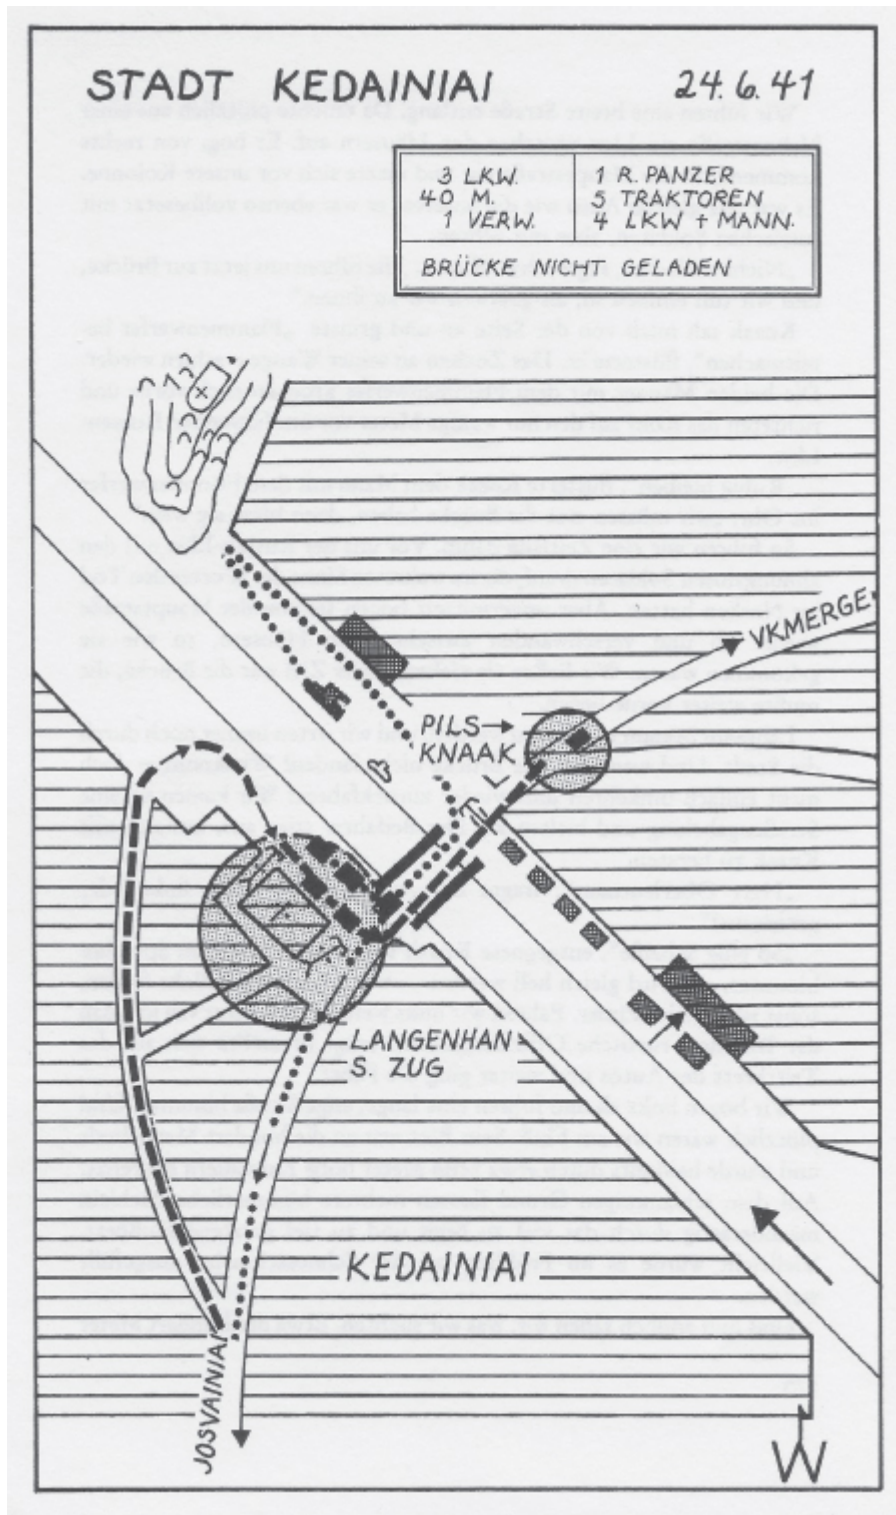 STADT KEDAINIAI
24.6.41
3 LKW.
40 M.
1 VERW.
1 R. PANZER
5 TRAKTOREN
4 LKW + MANN.
BRÜCKE NICHT GELADEN
VKMERGE
PILS→
KNAAK
LANGENHAN
S. ZUG
KEDAINIAI
JOSVAINIAI
W